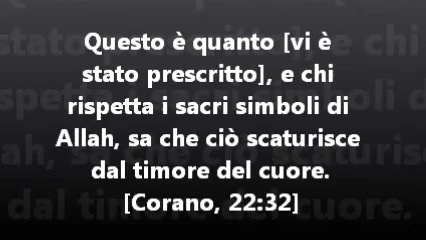 Questo è quanto [vi è
stato prescritto], e chi
rispetta i sacri simboli di
Allah, sa che ciò scaturisce
dal timore del cuore.
[Corano, 22:32]